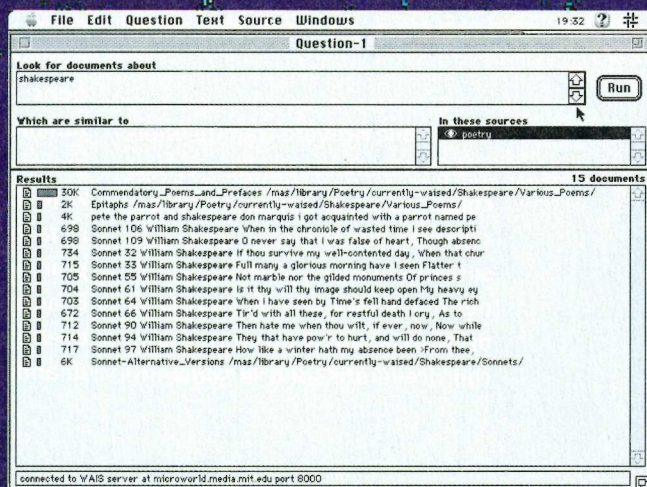 File Edit Question Text Source Windows 19:32
Question-1
Look for documents about
shakespeare
Run
Which are similar to
In these sources
poetry
Results 15 documents
30K Commendatory_Poems_and_Prefaces /mas/library/Poetry/currently-waised/Shakespeare/Various_Poems/
2K Epitaphs /mas/library/Poetry/currently-waised/Shakespeare/Various_Poems/
4K pete the parrot and shakespeare don marquis i got acquainted with a parrot named pe
698 Sonnet 106 William Shakespeare When in the chronicle of wasted time I see descripti
698 Sonnet 109 William Shakespeare O never say that I was false of heart, Though absenc
734 Sonnet 32 William Shakespeare If thou survive my well-contented day, When that chur
715 Sonnet 33 William Shakespeare Full many a glorious morning have I seen Flatter t
705 Sonnet 55 William Shakespeare Not marble nor the gilded monuments Of princes s
704 Sonnet 61 William Shakespeare Is it thy will thy image should keep open My heavy ey
703 Sonnet 64 William Shakespeare When I have seen by Time's fell hand defaced The rich
672 Sonnet 66 William Shakespeare Tir'd with all these, for restful death I cry, As to
712 Sonnet 90 William Shakespeare Then hate me when thou wilt, if ever, now, Now while
714 Sonnet 94 William Shakespeare They that have pow'r to hurt, and will do none, That
717 Sonnet 97 William Shakespeare How like a winter hath my absence been >From thee,
6K Sonnet-Alternative_Versions /mas/library/Poetry/currently-waised/Shakespeare/Sonnets/
connected to WAIS server at microworld.media.mit.edu port 8000